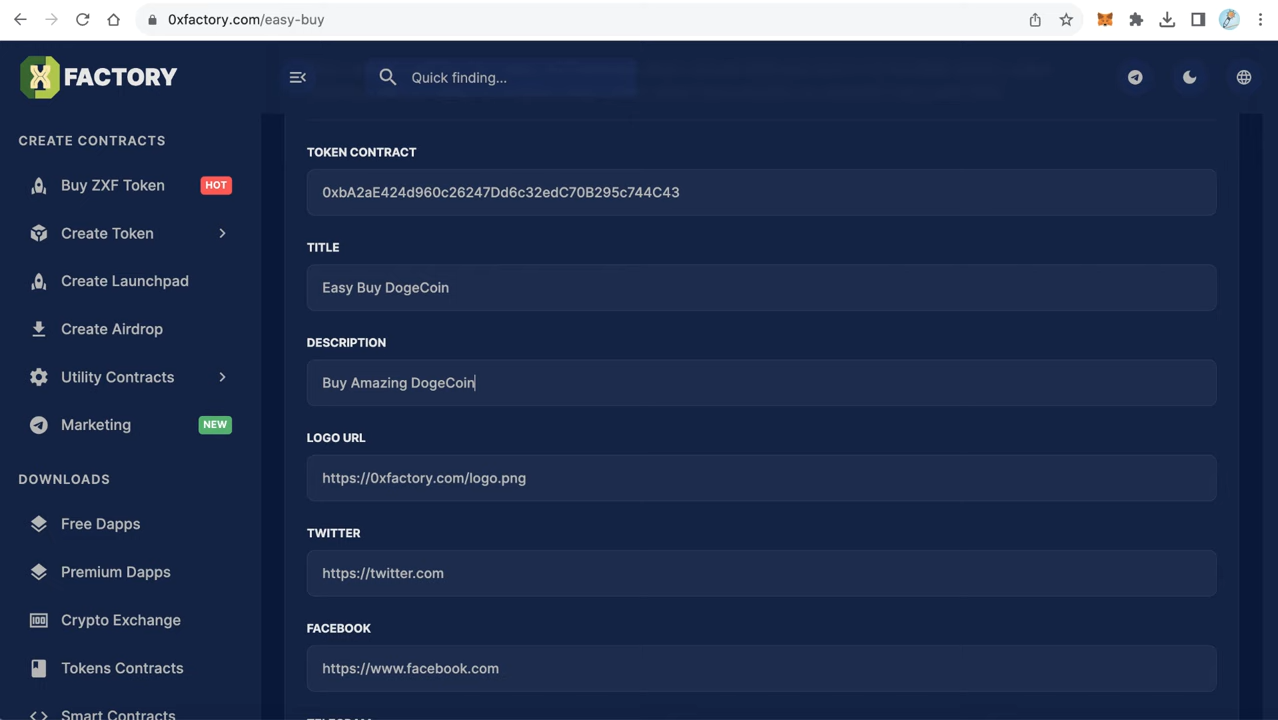 0xfactory.com/easy-buy
FACTORY
Quick finding...
CREATE CONTRACTS
Buy ZXF Token
HOT
Create Token
Create Launchpad
Create Airdrop
Utility Contracts
Marketing
NEW
DOWNLOADS
Free Dapps
Premium Dapps
Crypto Exchange
Tokens Contracts
Smart Contracts
TOKEN CONTRACT
0xbA2aE424d960c26247Dd6c32edC70B295c744C43
TITLE
Easy Buy DogeCoin
DESCRIPTION
Buy Amazing DogeCoin
LOGO URL
https://0xfactory.com/logo.png
TWITTER
https://twitter.com
FACEBOOK
https://www.facebook.com
TELEGRAM